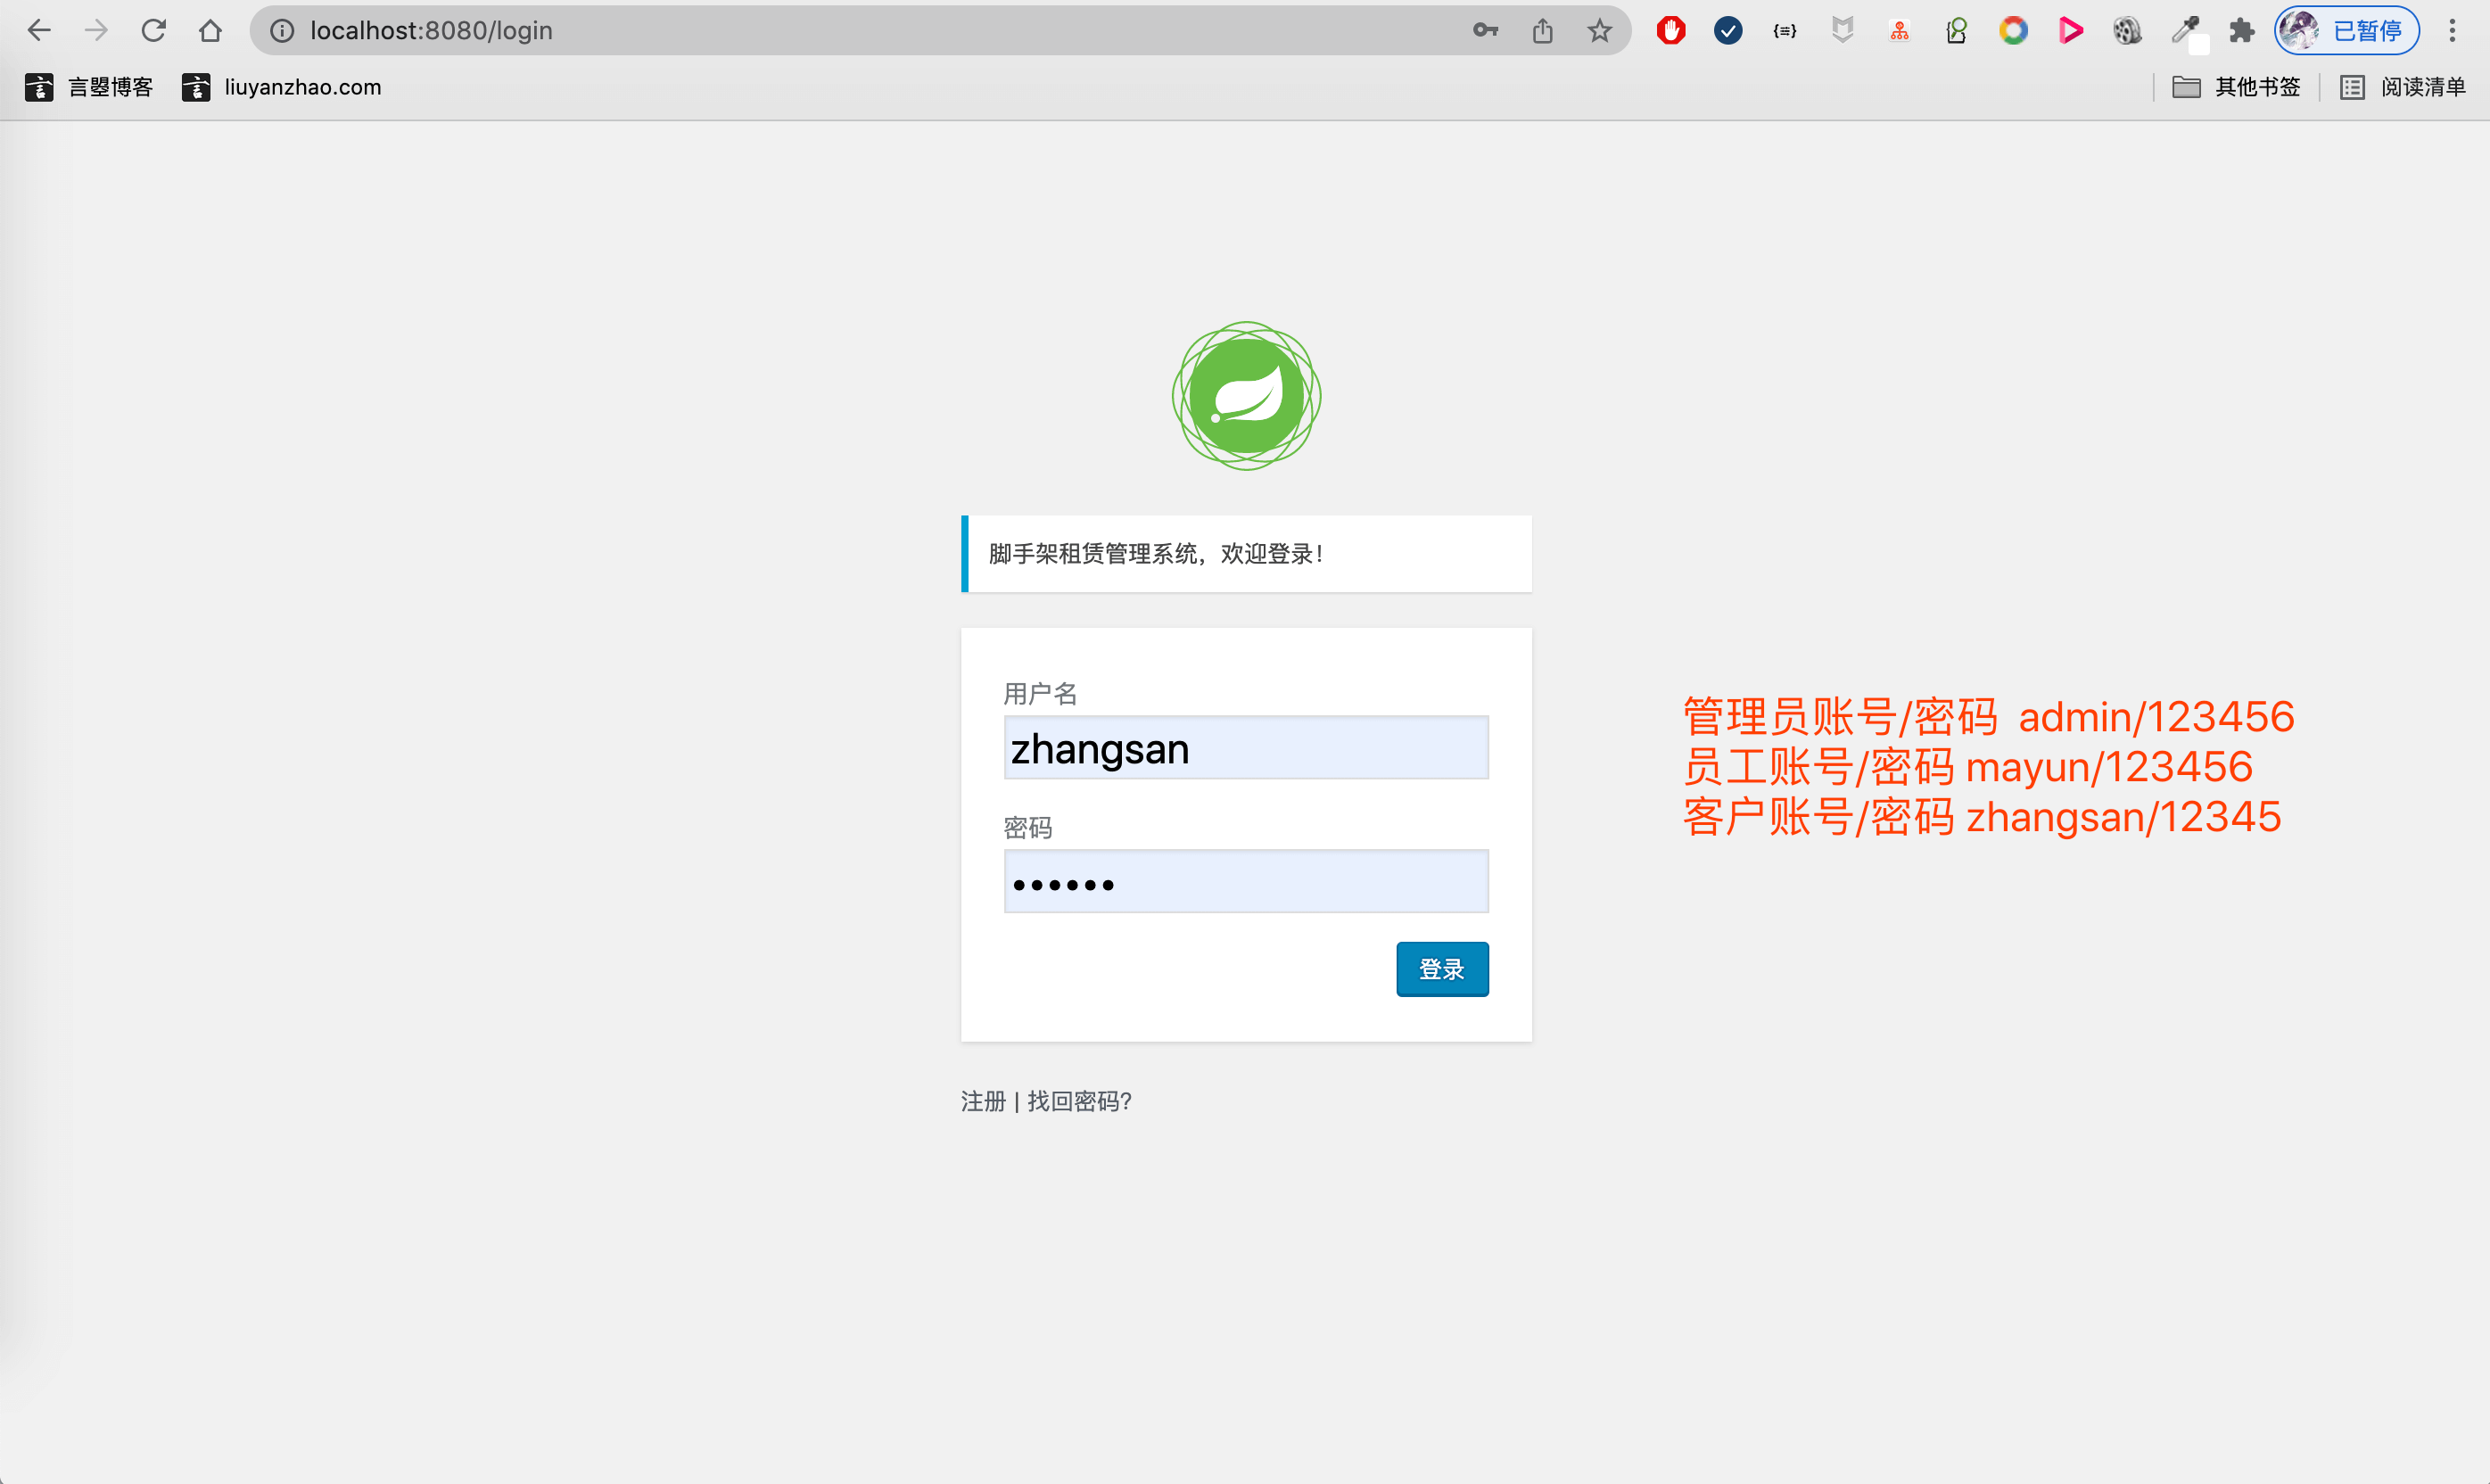 localhost:8080/login
已暂停
言曌博客
liuyanzhao.com
其他书签
阅读清单
脚手架租赁管理系统，欢迎登录！
用户名
zhangsan
密码
••••••
登录
注册 | 找回密码?
管理员账号/密码 admin/123456
员工账号/密码 mayun/123456
客户账号/密码 zhangsan/12345